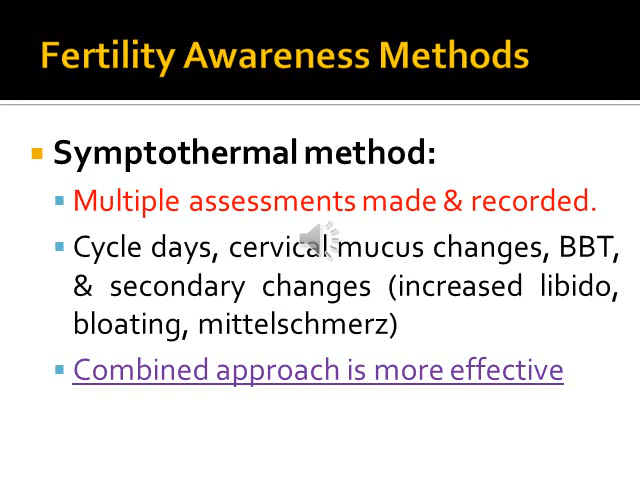 Fertility Awareness Methods
Symptothermal method:
Multiple assessments made & recorded.
Cycle days, cervical mucus changes, BBT,
& secondary changes (increased libido,
bloating, mittelschmerz)
Combined approach is more effective